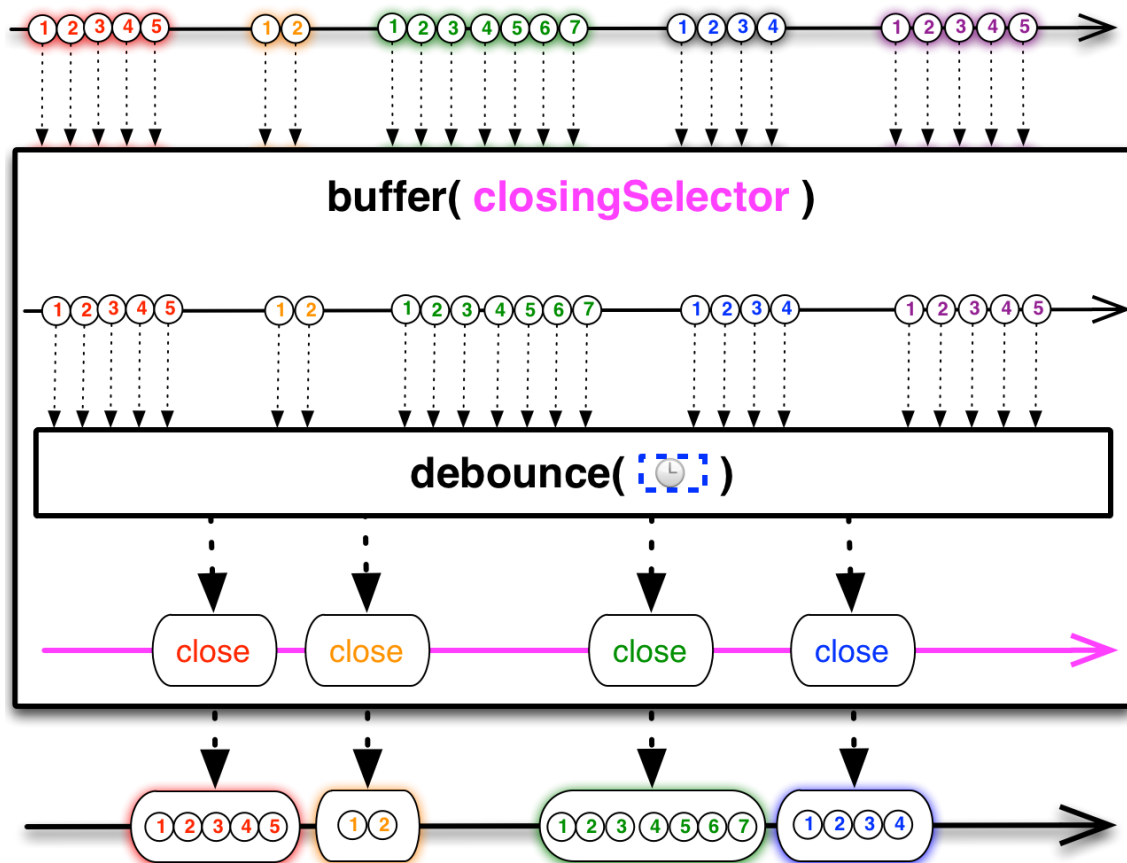 1 2 3 4 5 1 2 1 2 3 4 5 6 7 1 2 3 4 1 2 3 4 5
buffer( closingSelector )
1 2 3 4 5 1 2 1 2 3 4 5 6 7 1 2 3 4 1 2 3 4 5
debounce( )
close close close close
1 2 3 4 5 1 2 1 2 3 4 5 6 7 1 2 3 4